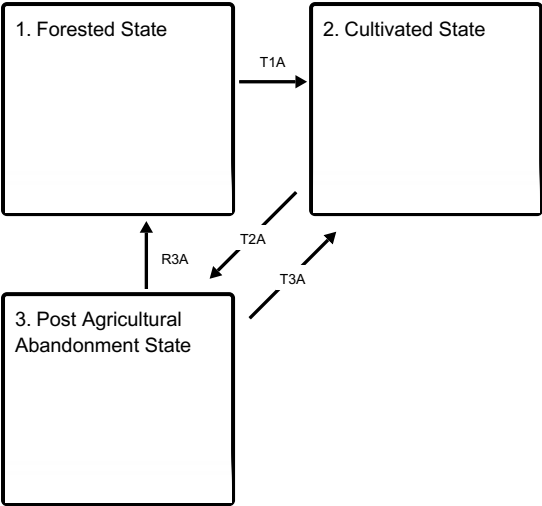 1. Forested State
2. Cultivated State
T1A
T2A
R3A
T3A
3. Post Agricultural
Abandonment State